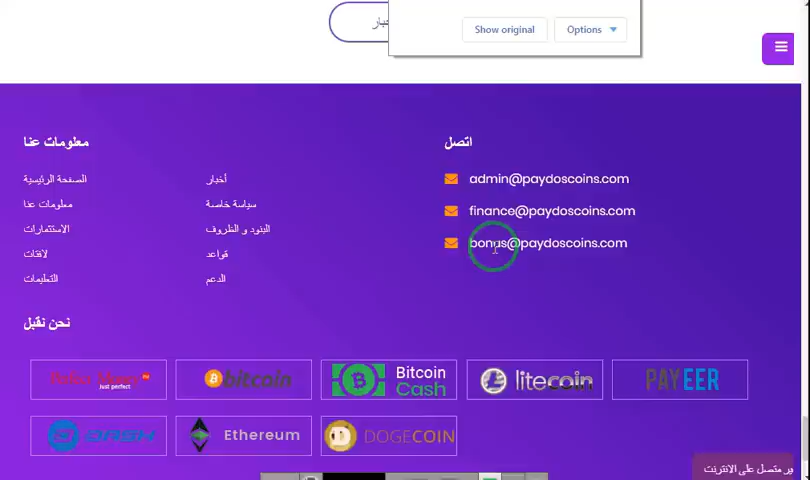 Show original
Options
اتصل
admin@paydoscoins.com
finance@paydoscoins.com
bonus@paydoscoins.com
معلومات عنا
أخبار
الصفحة الرئيسية
سياسة خاصة
معلومات عنا
البنود و الظروف
الاستثمارات
قواعد
لافتات
الدعم
التعليمات
نحن نقبل
Perfect Money PM
just perfect
bitcoin
Bitcoin
Cash
litecoin
PAYEER
DASH
Ethereum
DOGECOIN
متصل على الانترنت